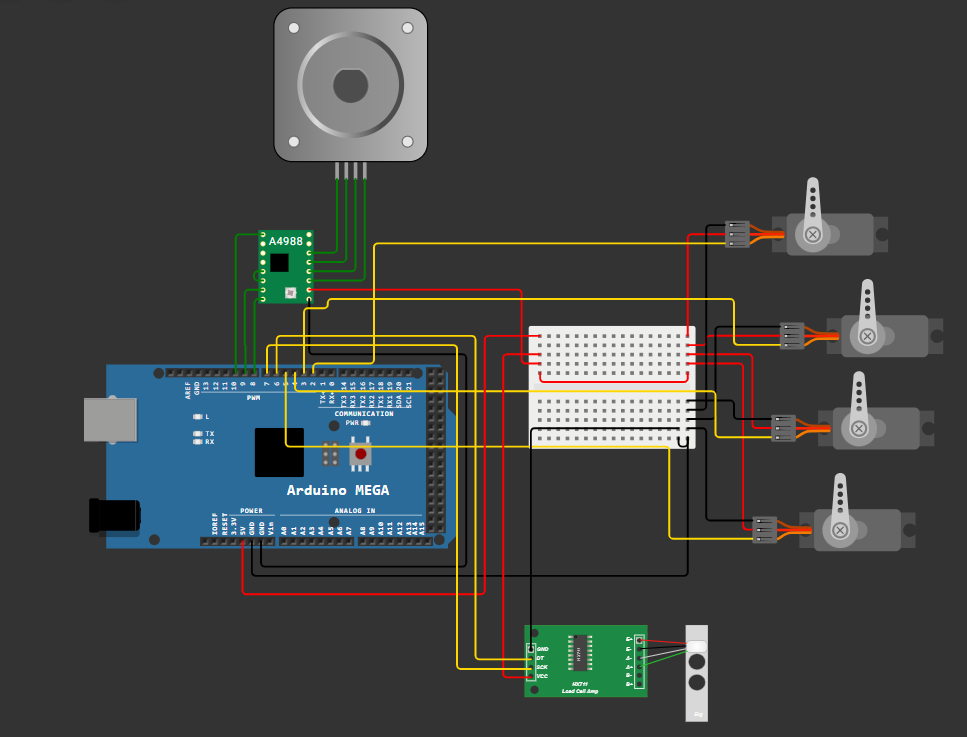 A4988
AREF
GND
13
12
11
10
9
8
7
6
5
4
3
2
1
0
14
15
16
17
18
19
20
21
PWM
TX→
RX←
TX3
RX3
TX2
RX2
TX1
RX1
SDA
SCL
COMMUNICATION
L
PWR
TX
RX
Arduino MEGA
POWER
ANALOG IN
IOREF
RESET
3.3V
5V
GND
GND
Vin
A0
A1
A2
A3
A4
A5
A6
A7
A8
A9
A10
A11
A12
A13
A14
A15
GND
DT
SCK
VCC
E+
E-
A-
A+
B-
B+
HX711
Load Cell Amp